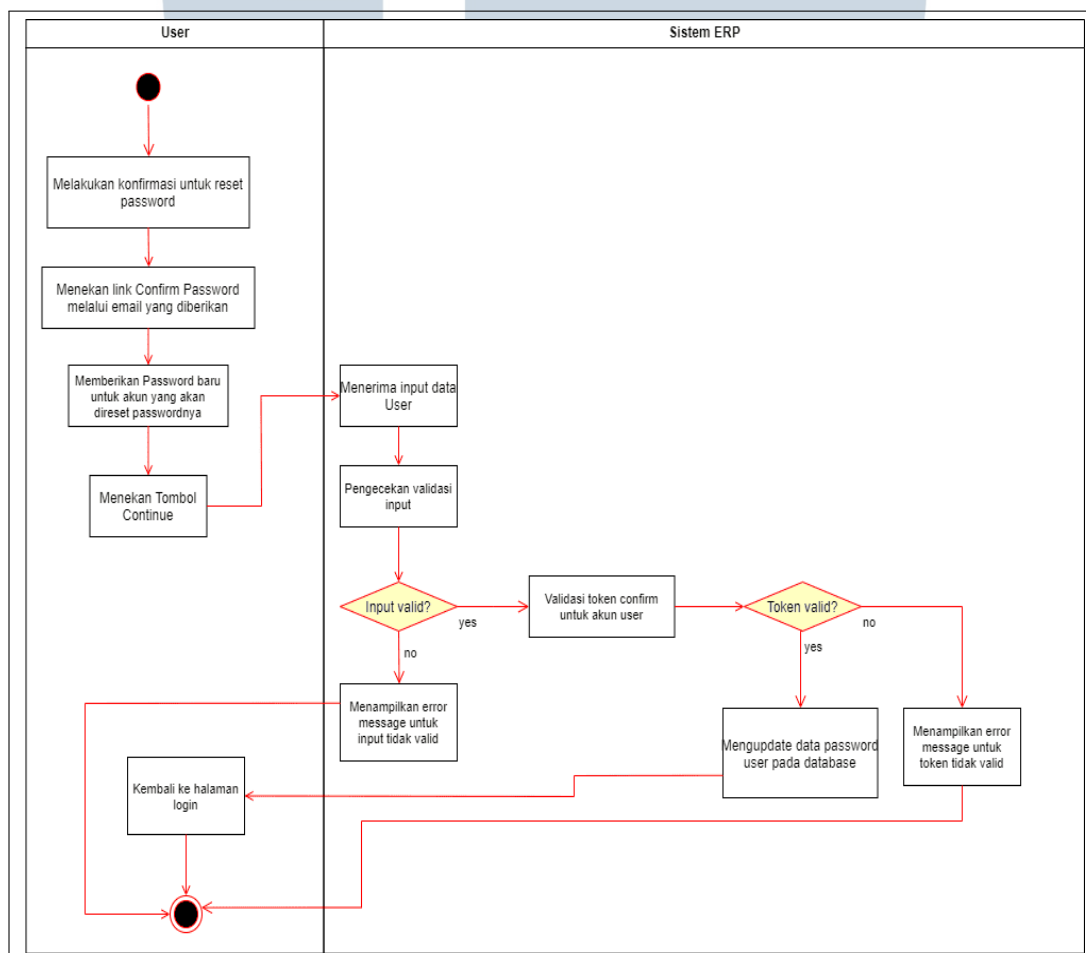 User
Sistem ERP
Melakukan konfirmasi untuk reset
password
Menekan link Confirm Password
melalui email yang diberikan
Memberikan Password baru
untuk akun yang akan
direset passwordnya
Menekan Tombol
Continue
Menerima input data
User
Pengecekan validasi
input
Input valid?
yes
no
Validasi token confirm
untuk akun user
Token valid?
no
yes
Menampilkan error
message untuk
input tidak valid
Mengupdate data password
user pada database
Menampilkan error
message untuk
token tidak valid
Kembali ke halaman
login